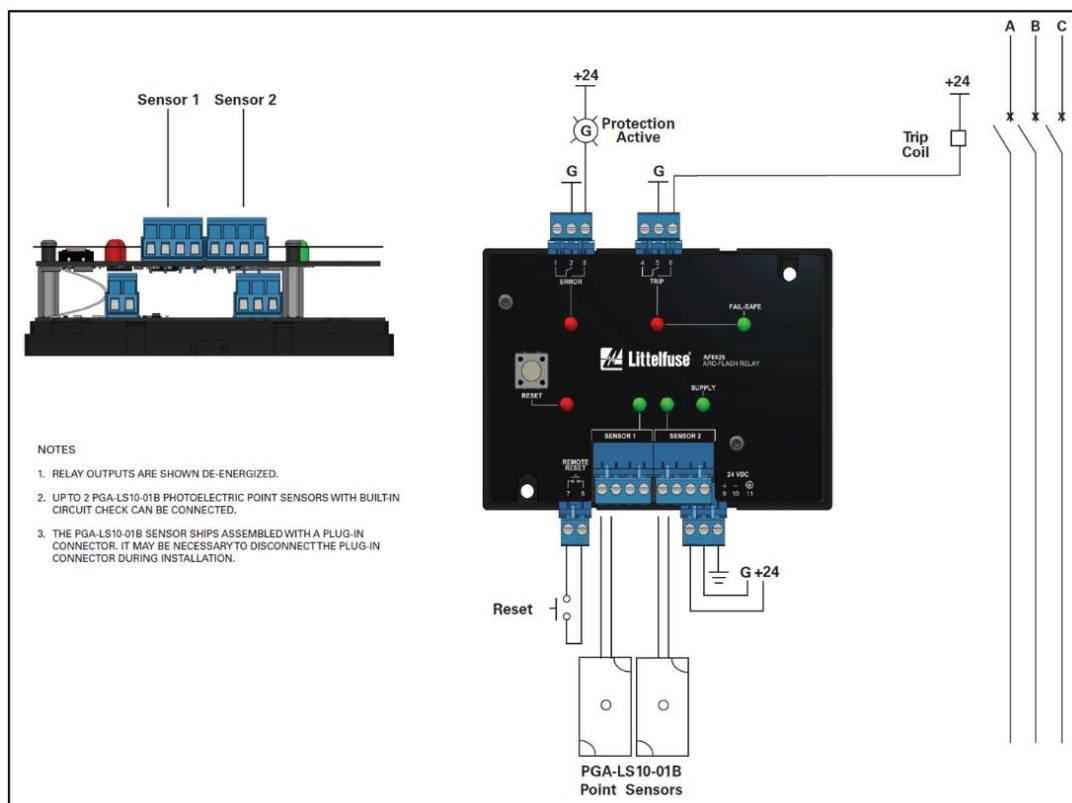 Sensor 1 Sensor 2
NOTES
1. RELAY OUTPUTS ARE SHOWN DE-ENERGIZED.
2. UP TO 2 PGA-LS10-01B PHOTOELECTRIC POINT SENSORS WITH BUILT-IN
CIRCUIT CHECK CAN BE CONNECTED.
3. THE PGA-LS10-01B SENSOR SHIPS ASSEMBLED WITH A PLUG-IN
CONNECTOR. IT MAY BE NECESSARY TO DISCONNECT THE PLUG-IN
CONNECTOR DURING INSTALLATION.
A B C
+24
+24
G
Protection
Active
Trip
Coil
G
G
1 2 3
ERROR
4 5 6
TRIP
FAIL-SAFE
Littelfuse®
AF0025
ARC-FLASH RELAY
RESET
SUPPLY
SENSOR 1
SENSOR 2
REMOTE
RESET
7 8
24 VDC
+ −
9 10 11
G +24
Reset
PGA-LS10-01B
Point Sensors